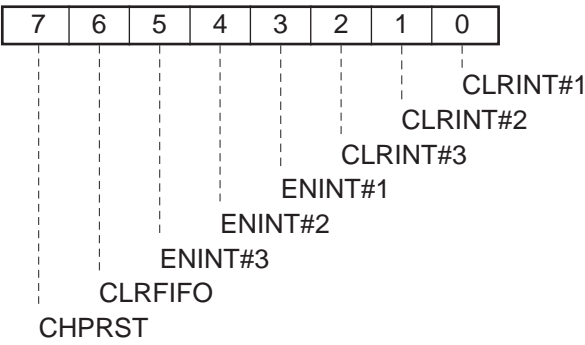 7 6 5 4 3 2 1 0
CLRINT#1
CLRINT#2
CLRINT#3
ENINT#1
ENINT#2
ENINT#3
CLRFIFO
CHPRST